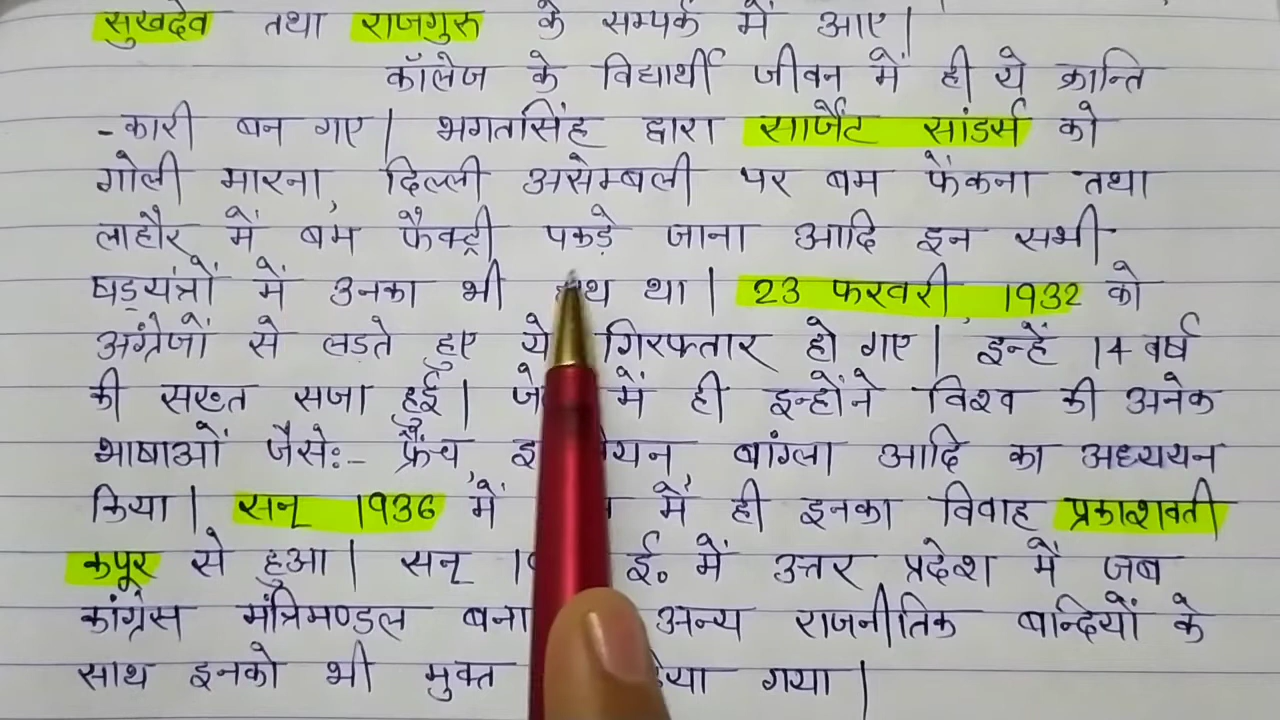 सुखदेव तथा राजगुरु के सम्पर्क में आए।
कॉलेज के विद्यार्थी जीवन में ही ये क्रान्ति
-कारी बन गए। भगतसिंह द्वारा सार्जेंट सांडर्स को
गोली मारना, दिल्ली असेम्बली पर बम फेंकना तथा
लाहौर में बम फैक्ट्री पकड़े जाना आदि इन सभी
षड्यंत्रों में उनका भी था। 23 फरवरी, 1932 को
अंग्रेजों से लड़ते हुए ये गिरफ्तार हो गए। इन्हें 14 वर्ष
की सख्त सजा हुई। में ही इन्होंने विश्व की अनेक
भाषाओं जैसे:- फ्रेंच, बांग्ला आदि का अध्ययन
किया। सन् 1936 में में ही इनका विवाह प्रकाशवती
कपूर से हुआ। सन् ई० में उत्तर प्रदेश में जब
कांग्रेस मंत्रिमण्डल बना अन्य राजनीतिक बन्दियों के
साथ इनको भी मुक्त गया।